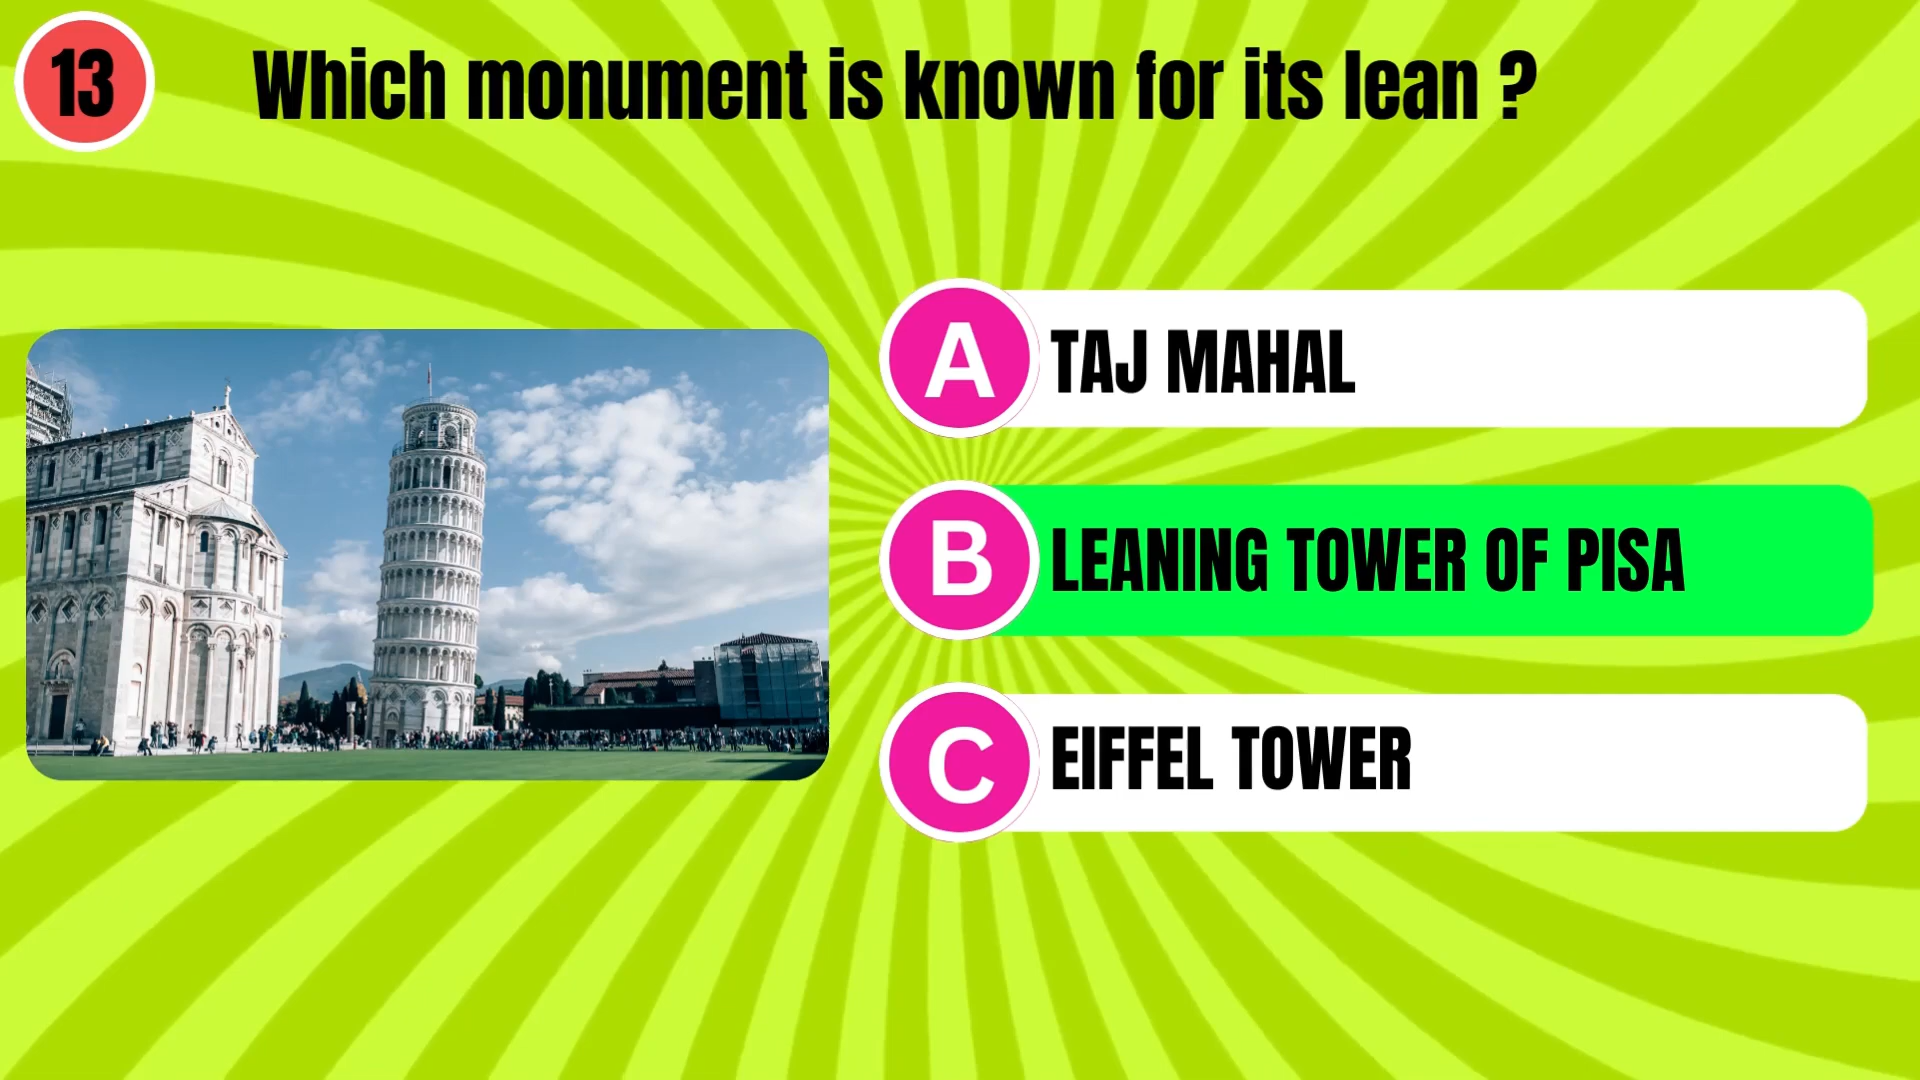 13
Which monument is known for its lean ?
A TAJ MAHAL
B LEANING TOWER OF PISA
C EIFFEL TOWER